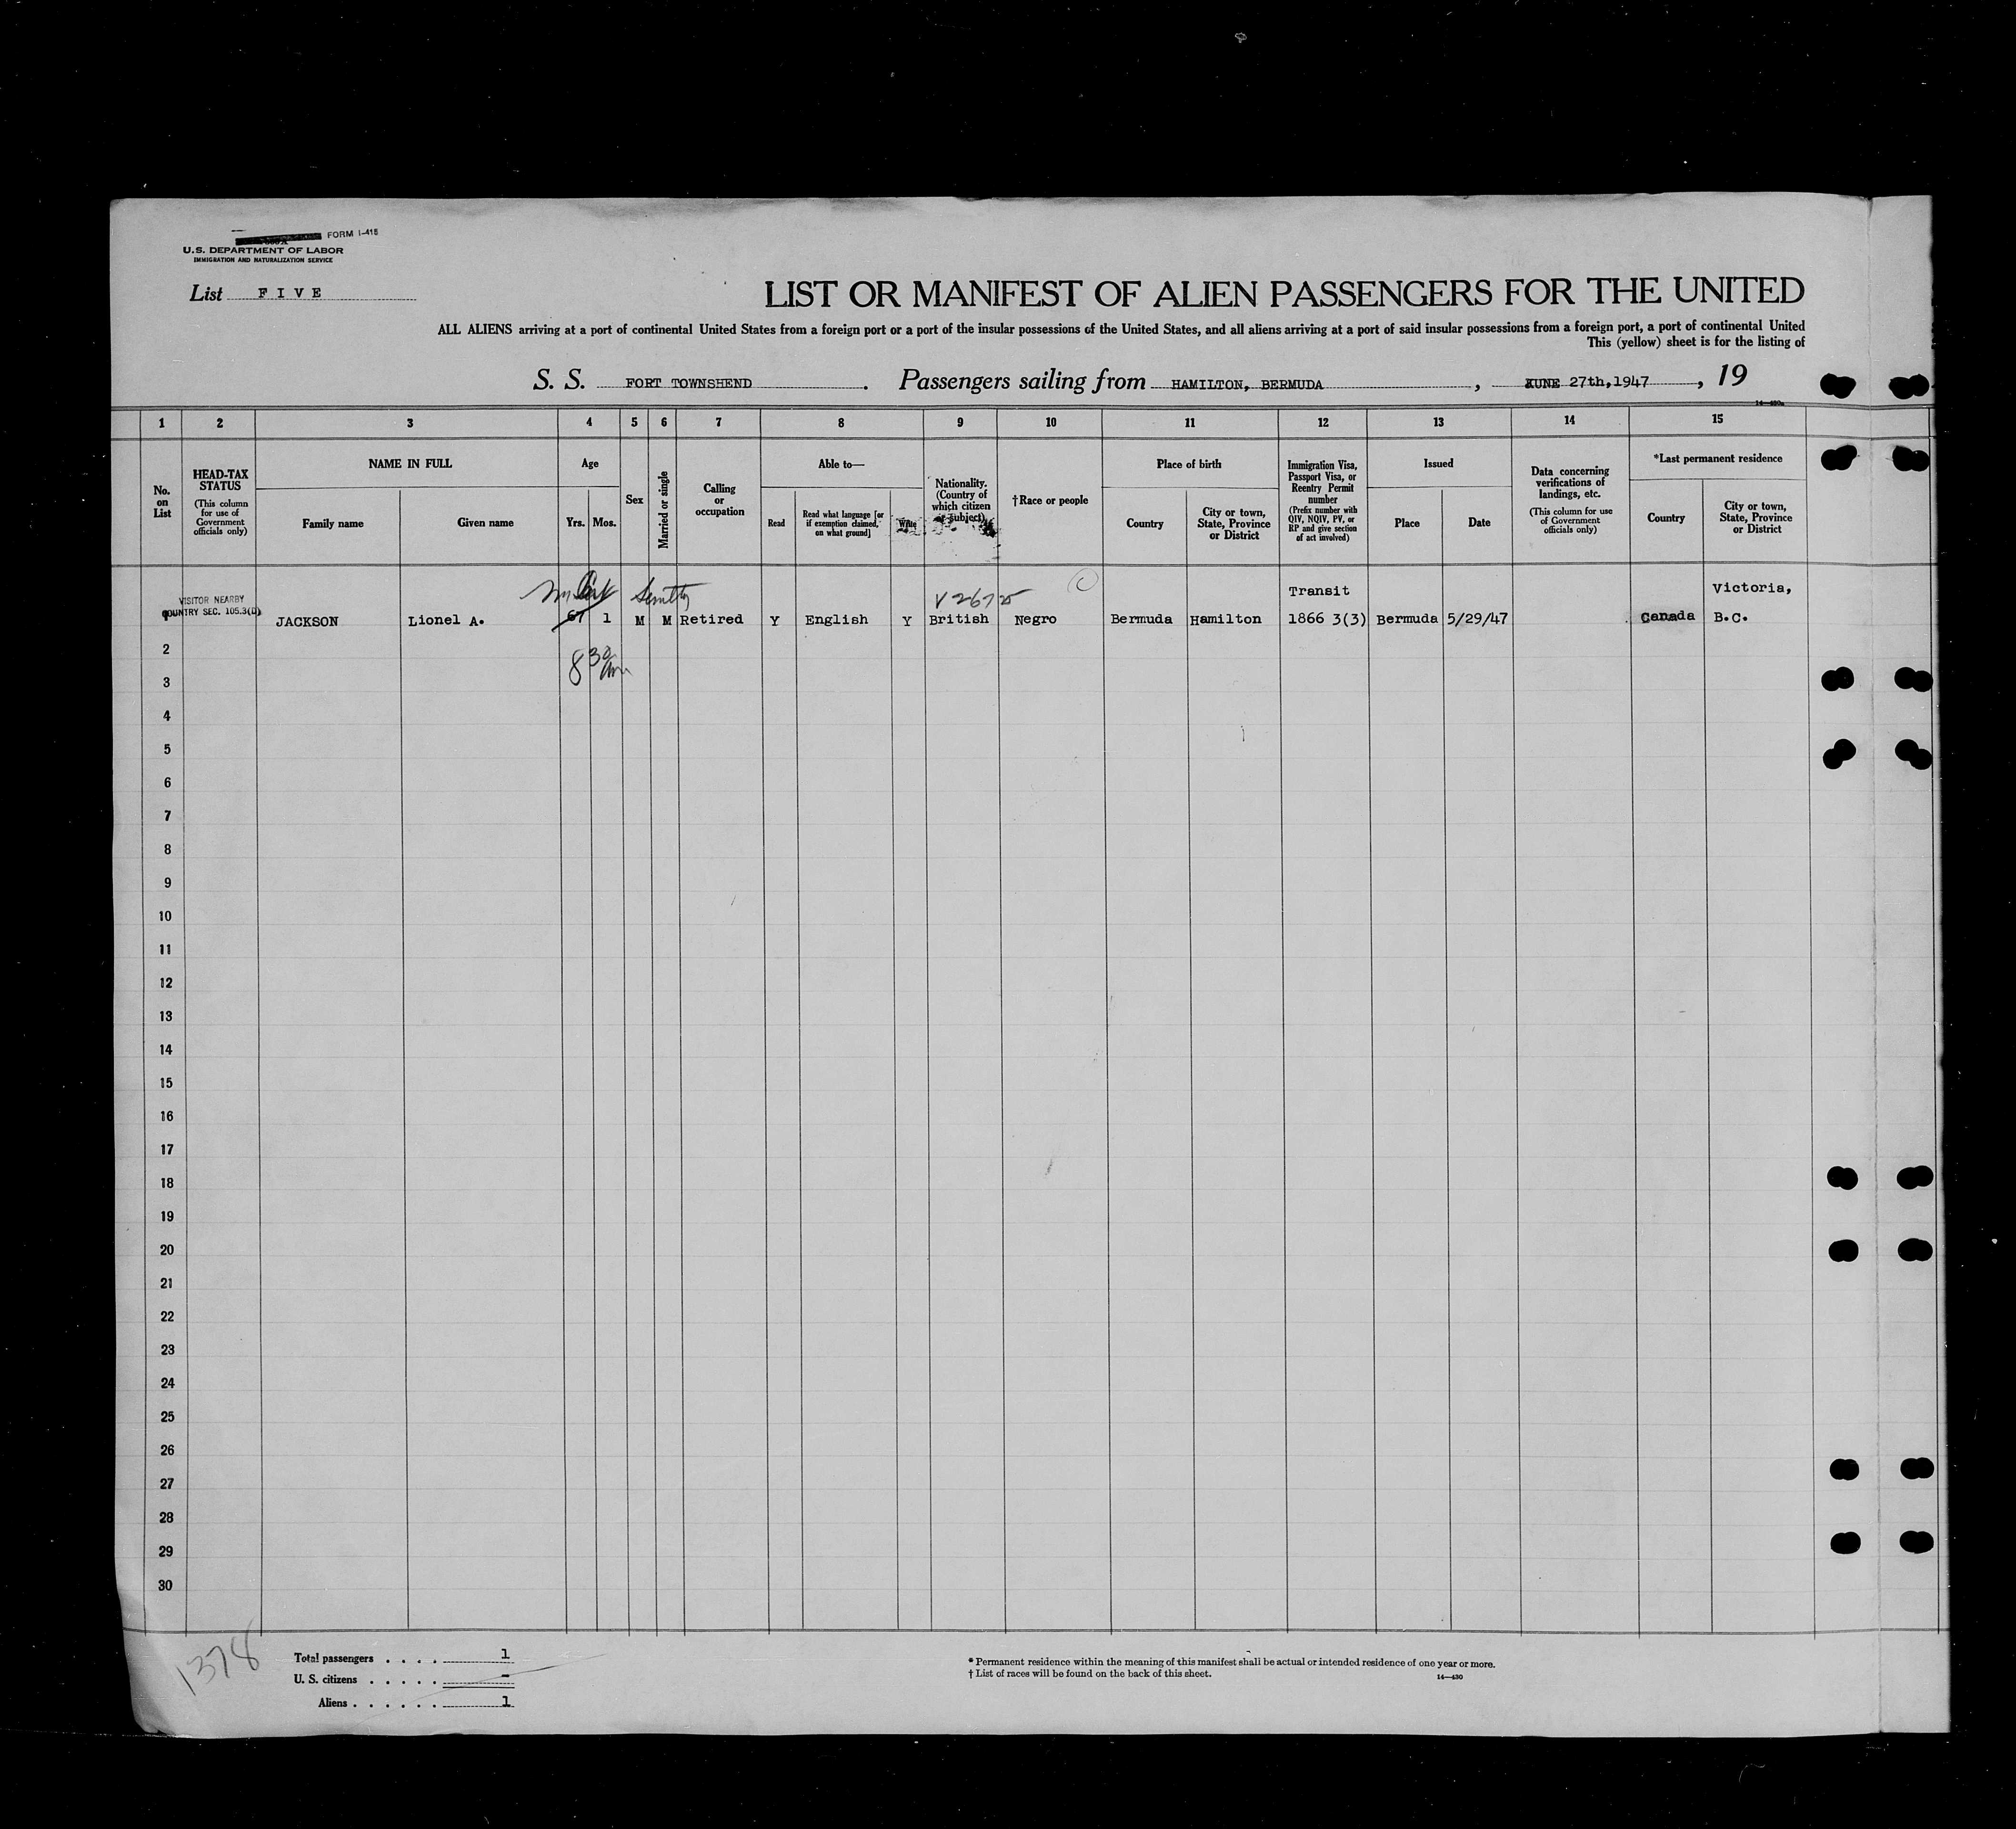 FORM I-415
U.S. DEPARTMENT OF LABOR
IMMIGRATION AND NATURALIZATION SERVICE
List FIVE
LIST OR MANIFEST OF ALIEN PASSENGERS FOR THE UNITED
ALL ALIENS arriving at a port of continental United States from a foreign port or a port of the insular possessions of the United States, and all aliens arriving at a port of said insular possessions from a foreign port, a port of continental United
This (yellow) sheet is for the listing of
S. S. FORT TOWNSHEND. Passengers sailing from HAMILTON, BERMUDA, JUNE 27th,1947, 19
14—430a
1 2 3 4 5 6 7 8 9 10 11 12 13 14 15
No. on List
HEAD-TAX STATUS
(This column for use of Government officials only)
NAME IN FULL
Family name
Given name
Age
Yrs.
Mos.
Sex
Married or single
Calling or occupation
Able to—
Read
Read what language [or if exemption claimed, on what ground]
Write
Nationality. (Country of which citizen or subject)
†Race or people
Place of birth
Country
City or town, State, Province or District
Immigration Visa, Passport Visa, or Reentry Permit number
(Prefix number with QIV, NQIV, PV, or RP and give section of act involved)
Issued
Place
Date
Data concerning verifications of landings, etc.
(This column for use of Government officials only)
*Last permanent residence
Country
City or town, State, Province or District
V 26725
C
Transit
Victoria,
VISITOR NEARBY
COUNTRY SEC. 105.3(D)
JACKSON Lionel A. 67 1 M M Retired Y English Y British Negro Bermuda Hamilton 1866 3(3) Bermuda 5/29/47 Canada B.C.
8 30 am
2
3
4
5
6
7
8
9
10
11
12
13
14
15
16
17
18
19
20
21
22
23
24
25
26
27
28
29
30
1378
Total passengers . . . . 1
U. S. citizens . . . . . -
Aliens . . . . . . 1
* Permanent residence within the meaning of this manifest shall be actual or intended residence of one year or more.
† List of races will be found on the back of this sheet.
14—430